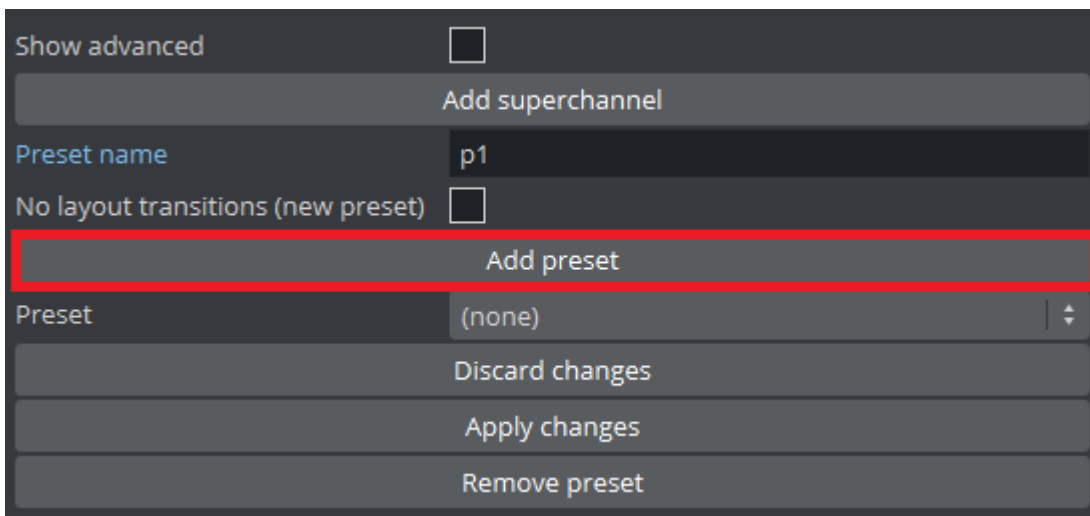 Show advanced
Add superchannel
Preset name p1
No layout transitions (new preset)
Add preset
Preset (none)
Discard changes
Apply changes
Remove preset